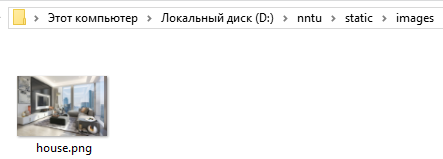 Этот компьютер > Локальный диск (D:) > nntu > static > images
house.png